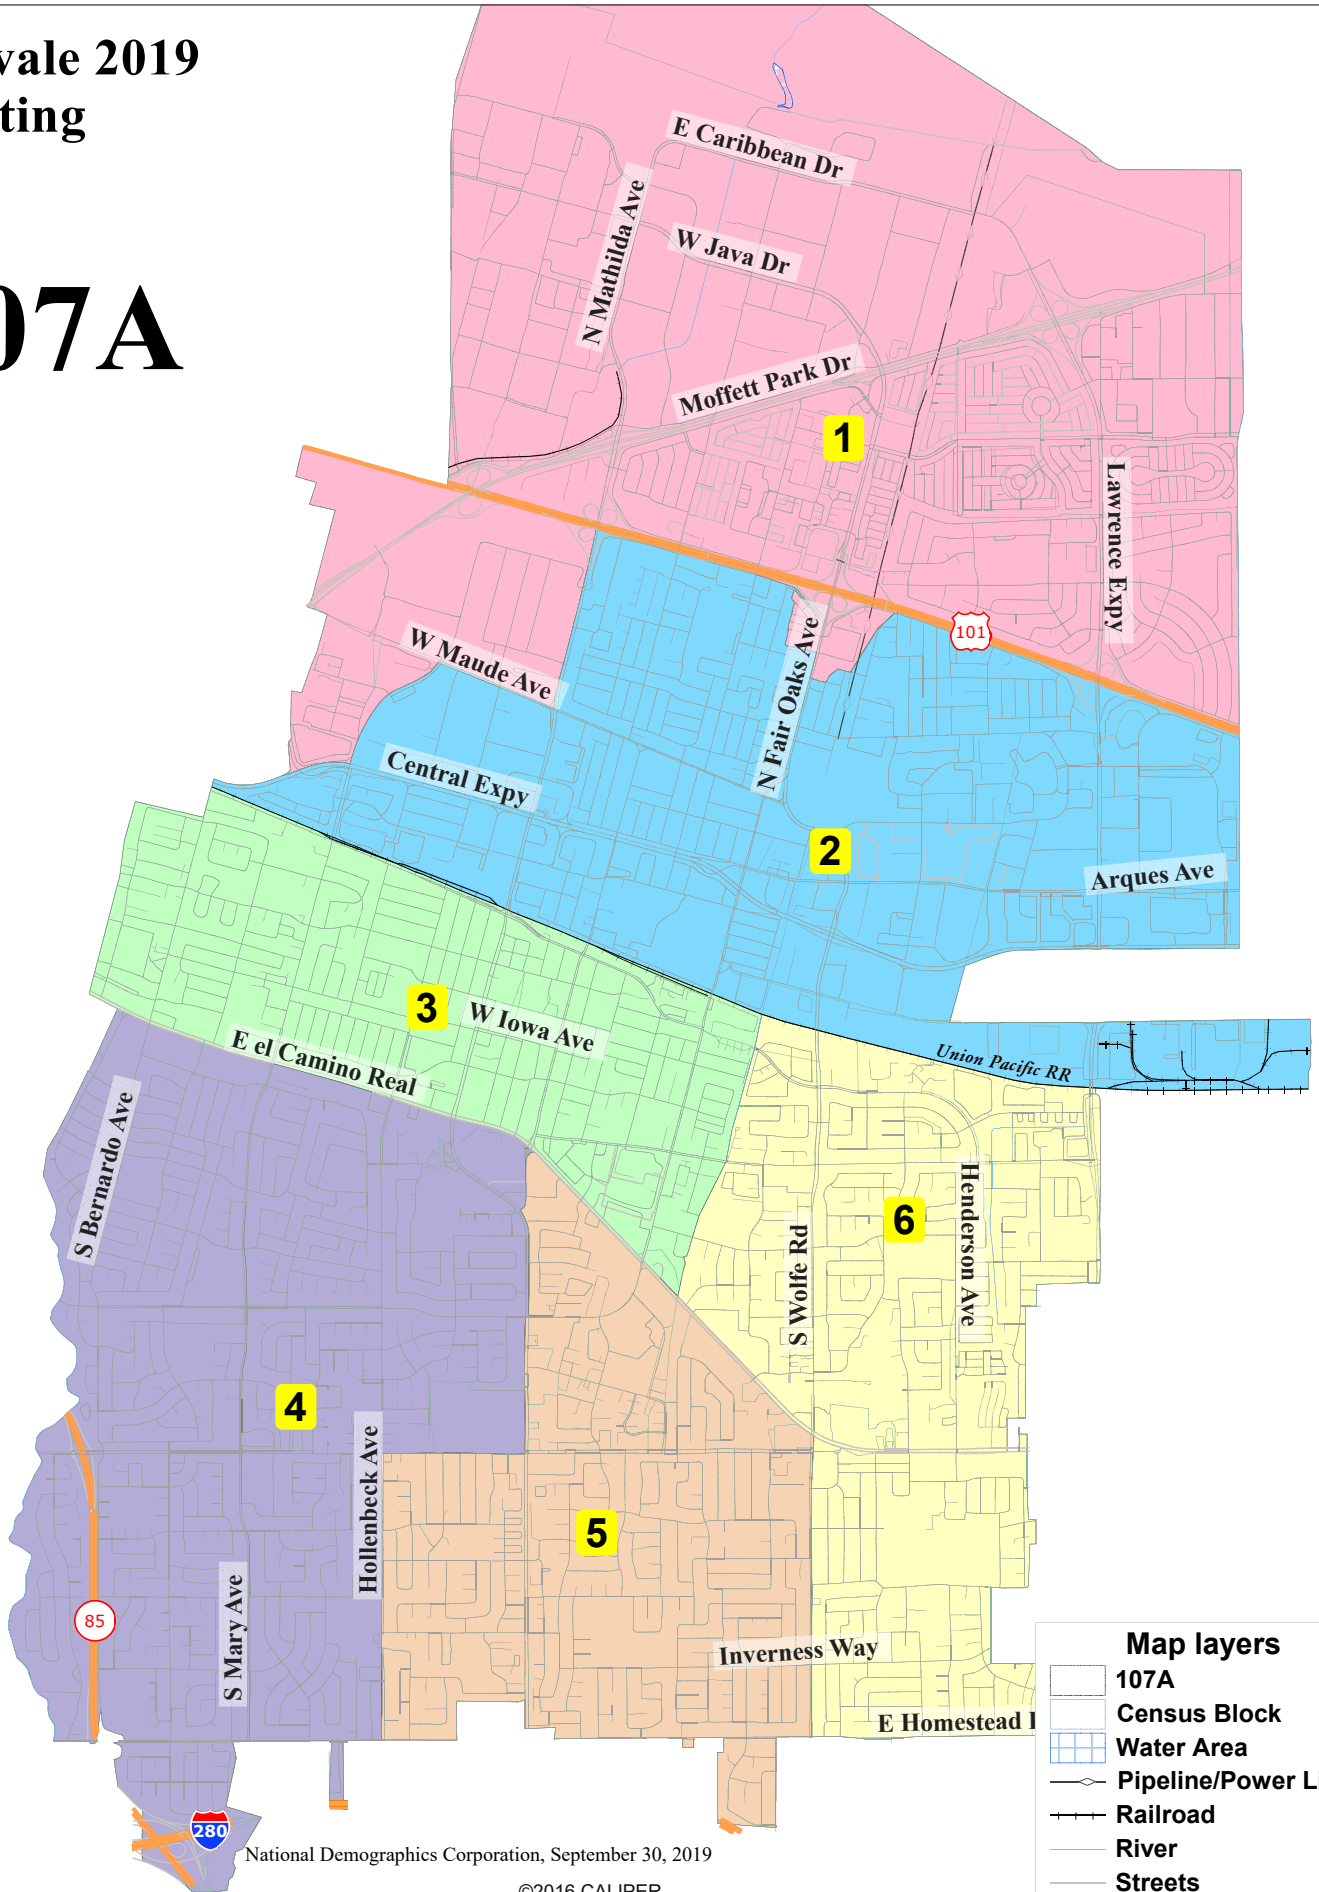 vale 2019
ting
07A
E Caribbean Dr
N Mathilda Ave
W Java Dr
Moffett Park Dr
1
Lawrence Expy
101
W Maude Ave
N Fair Oaks Ave
Central Expy
2
Arques Ave
3
W Iowa Ave
E el Camino Real
Union Pacific RR
S Bernardo Ave
Henderson Ave
6
S Wolfe Rd
4
Hollenbeck Ave
5
S Mary Ave
85
Inverness Way
E Homestead
280
National Demographics Corporation, September 30, 2019
©2016 CALIPER
Map layers
107A
Census Block
Water Area
Pipeline/Power L
Railroad
River
Streets